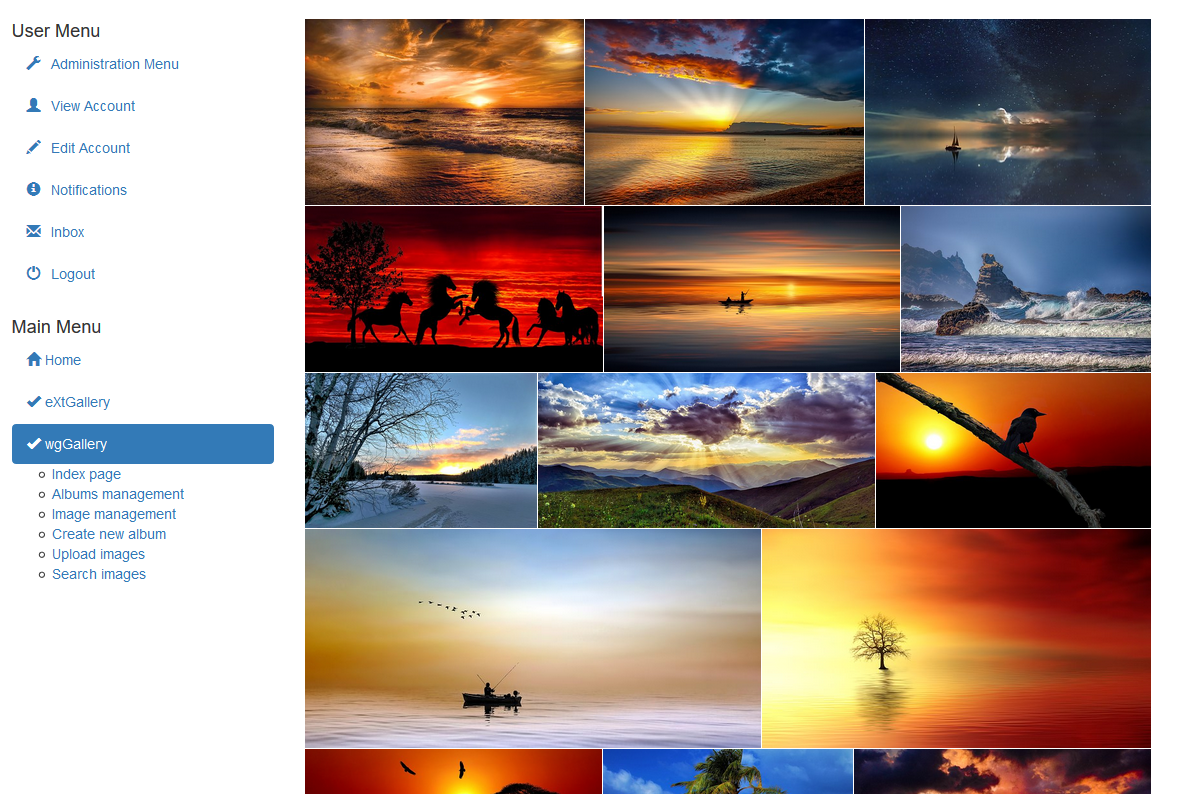 User Menu
Administration Menu
View Account
Edit Account
Notifications
Inbox
Logout
Main Menu
Home
eXtGallery
wgGallery
Index page
Albums management
Image management
Create new album
Upload images
Search images